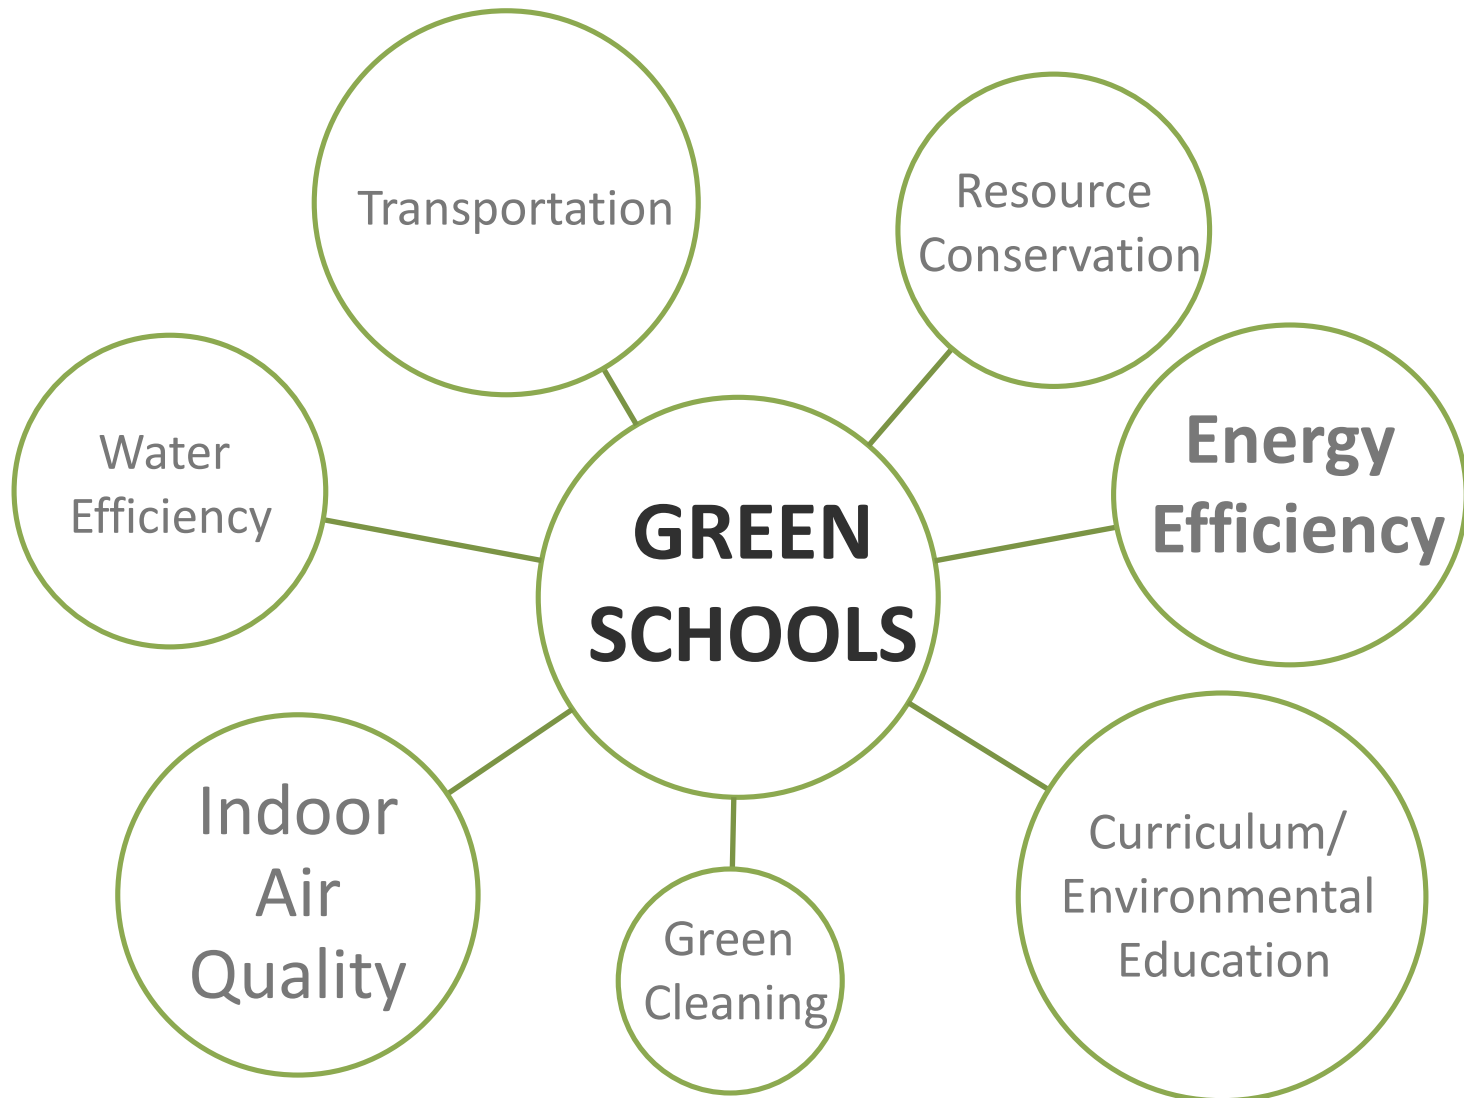 Transportation
Resource
Conservation
Water
Efficiency
Energy
Efficiency
GREEN
SCHOOLS
Indoor
Air
Quality
Green
Cleaning
Curriculum/
Environmental
Education